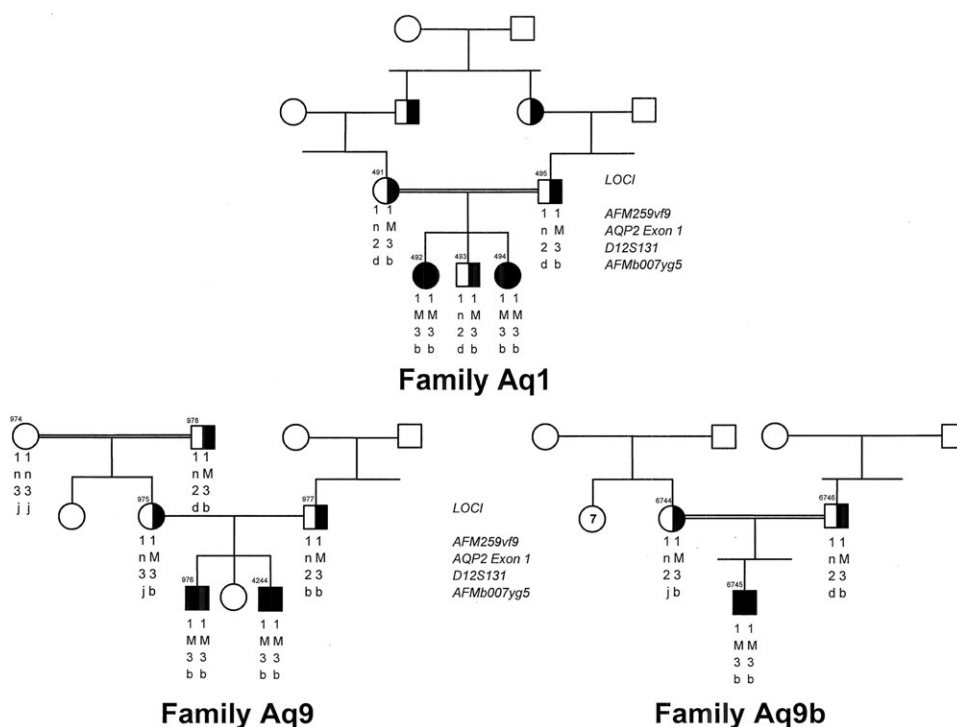 491
495
LOCI
1 1
n M
2 3
d b
1 1
n M
2 3
d b
AFM259vf9
AQP2 Exon 1
D12S131
AFMb007yg5
492
493
494
1 1
M M
3 3
b b
1 1
n M
2 3
d b
1 1
M M
3 3
b b
Family Aq1
974
978
1 1
n n
3 3
j j
1 1
n M
2 3
d b
975
977
LOCI
1 1
n M
3 3
j b
1 1
n M
2 3
b b
AFM259vf9
AQP2 Exon 1
D12S131
AFMb007yg5
976
4244
1 1
M M
3 3
b b
1 1
M M
3 3
b b
Family Aq9
7
6744
6746
1 1
n M
2 3
j b
1 1
n M
2 3
d b
6745
1 1
M M
3 3
b b
Family Aq9b